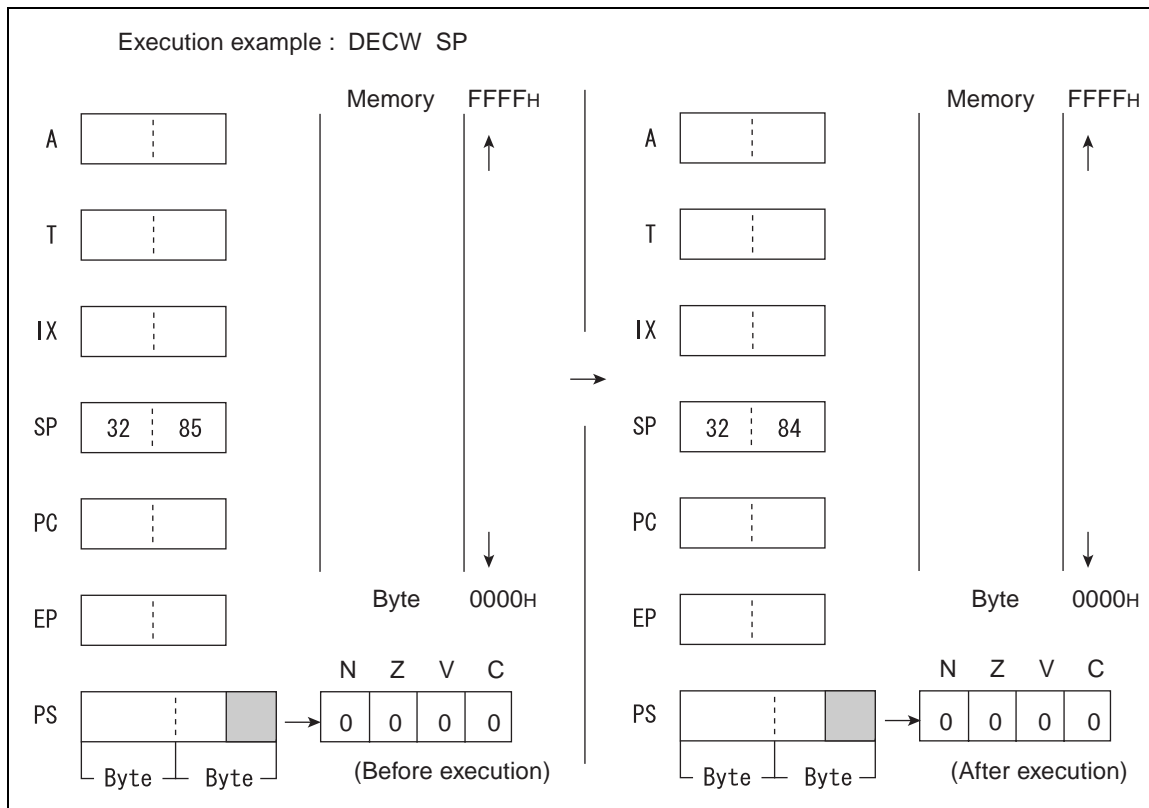 Execution example : DECW SP
Memory FFFFH
A
T
IX
SP 32 85
PC
EP
Byte 0000H
N Z V C
PS 0 0 0 0
Byte Byte
(Before execution)
Memory FFFFH
A
T
IX
SP 32 84
PC
EP
Byte 0000H
N Z V C
PS 0 0 0 0
Byte Byte
(After execution)